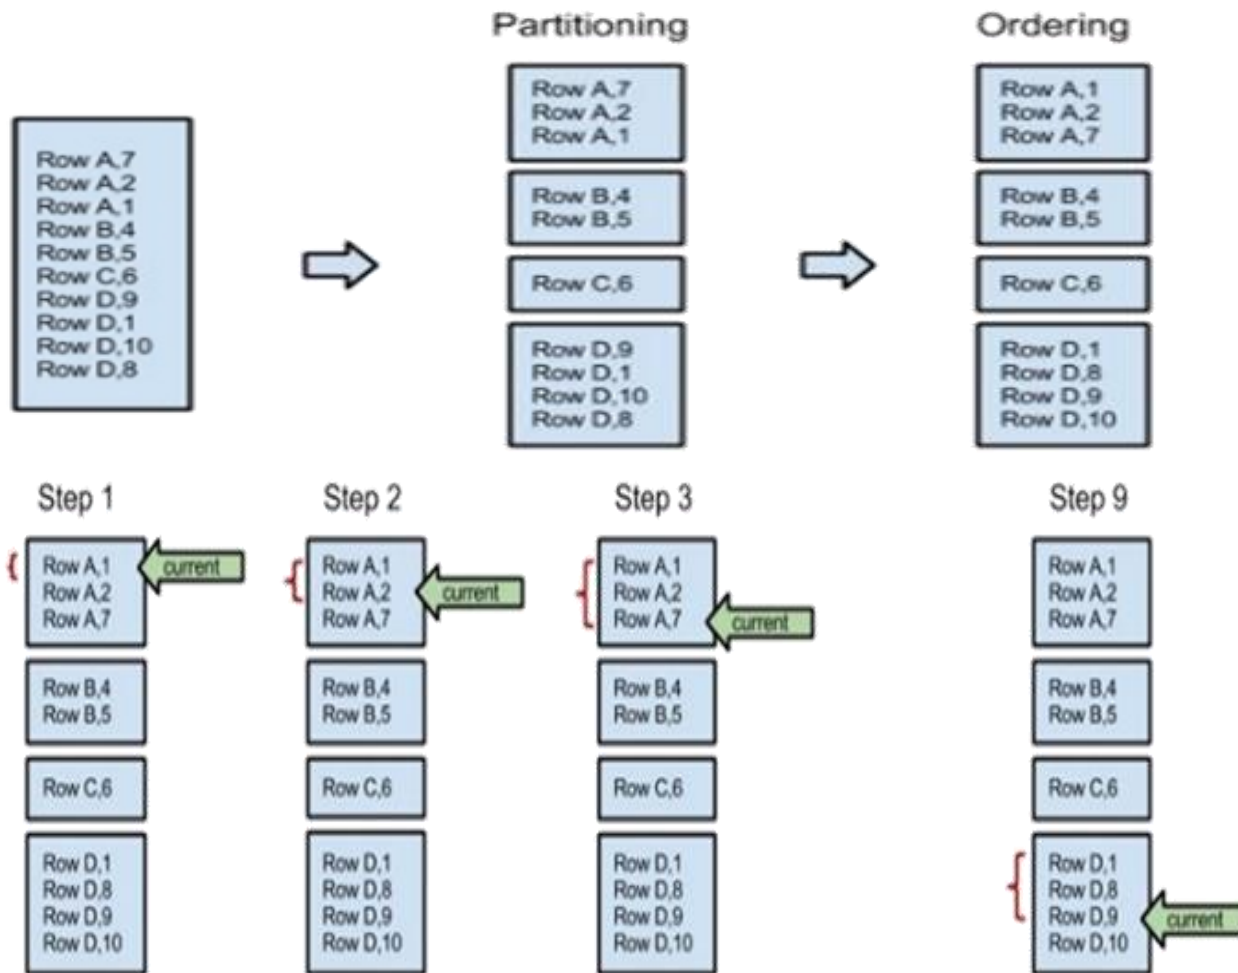 Partitioning
Ordering
Row A,7
Row A,2
Row A,1
Row B,4
Row B,5
Row C,6
Row D,9
Row D,1
Row D,10
Row D,8
Row A,7
Row A,2
Row A,1
Row B,4
Row B,5
Row C,6
Row D,9
Row D,1
Row D,10
Row D,8
Row A,1
Row A,2
Row A,7
Row B,4
Row B,5
Row C,6
Row D,1
Row D,8
Row D,9
Row D,10
Step 1
Row A,1
Row A,2
Row A,7
current
Row B,4
Row B,5
Row C,6
Row D,1
Row D,8
Row D,9
Row D,10
Step 2
Row A,1
Row A,2
Row A,7
current
Row B,4
Row B,5
Row C,6
Row D,1
Row D,8
Row D,9
Row D,10
Step 3
Row A,1
Row A,2
Row A,7
current
Row B,4
Row B,5
Row C,6
Row D,1
Row D,8
Row D,9
Row D,10
Step 9
Row A,1
Row A,2
Row A,7
Row B,4
Row B,5
Row C,6
Row D,1
Row D,8
Row D,9
Row D,10
current